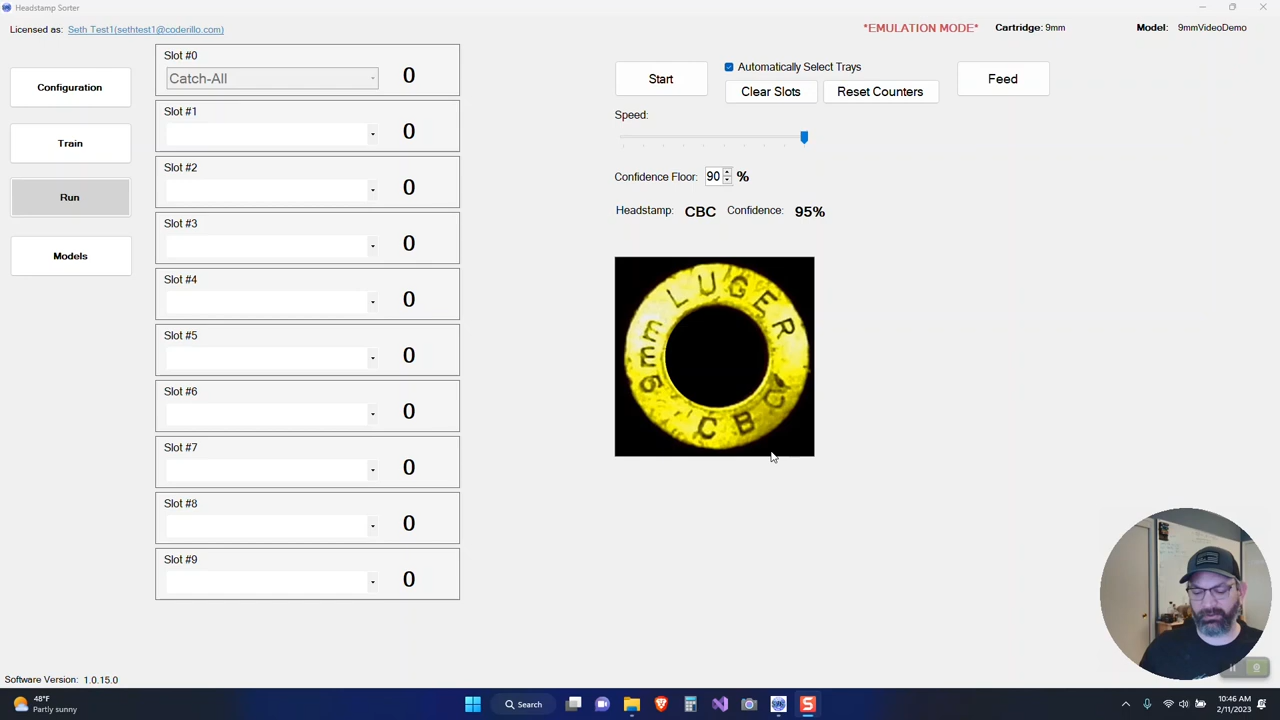 Headstamp Sorter
Licensed as: Seth Test1(sethtest1@coderillo.com)
*EMULATION MODE* Cartridge: 9mm Model: 9mmVideoDemo
Configuration
Train
Run
Models
Slot #0
Catch-All 0
Slot #1
0
Slot #2
0
Slot #3
0
Slot #4
0
Slot #5
0
Slot #6
0
Slot #7
0
Slot #8
0
Slot #9
0
Start
Automatically Select Trays
Clear Slots Reset Counters
Feed
Speed:
Confidence Floor: 90 %
Headstamp: CBC Confidence: 95%
9mm LUGER
CBC
Software Version: 1.0.15.0
48°F
Partly sunny
Search
10:46 AM
2/11/2023